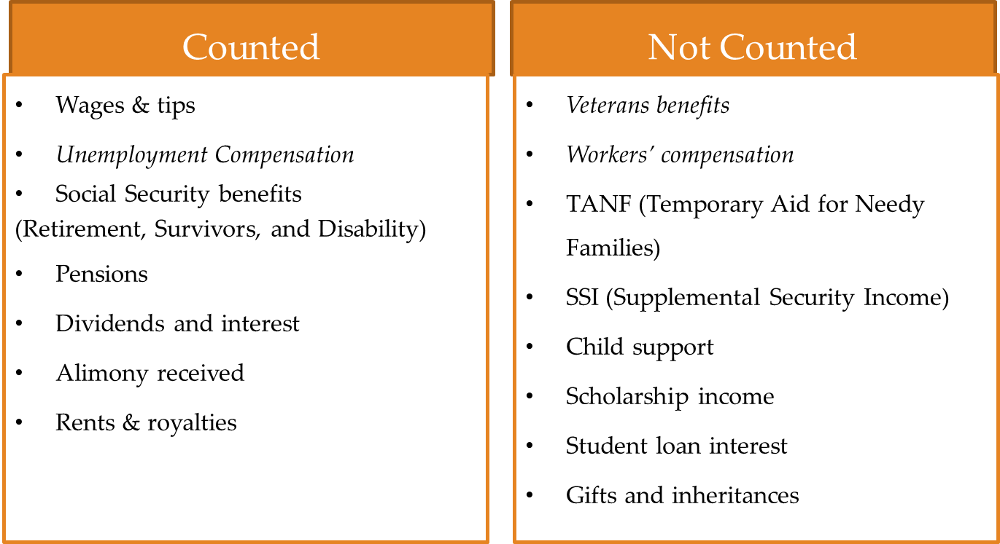 Counted
• Wages & tips
• Unemployment Compensation
• Social Security benefits
(Retirement, Survivors, and Disability)
• Pensions
• Dividends and interest
• Alimony received
• Rents & royalties
Not Counted
• Veterans benefits
• Workers’ compensation
• TANF (Temporary Aid for Needy
Families)
• SSI (Supplemental Security Income)
• Child support
• Scholarship income
• Student loan interest
• Gifts and inheritances